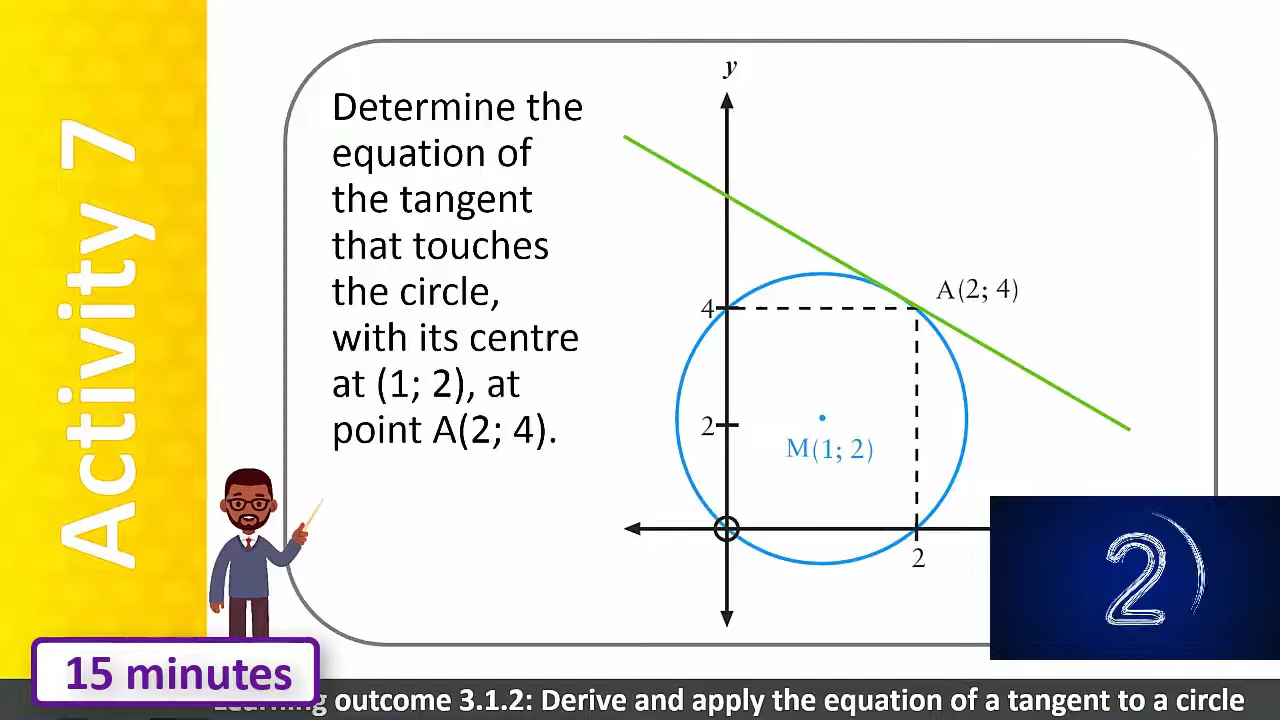 Activity 7
Determine the
equation of
the tangent
that touches
the circle,
with its centre
at (1; 2), at
point A(2; 4).
y
A(2; 4)
4
2
M(1; 2)
2
2
15 minutes
Learning outcome 3.1.2: Derive and apply the equation of a tangent to a circle